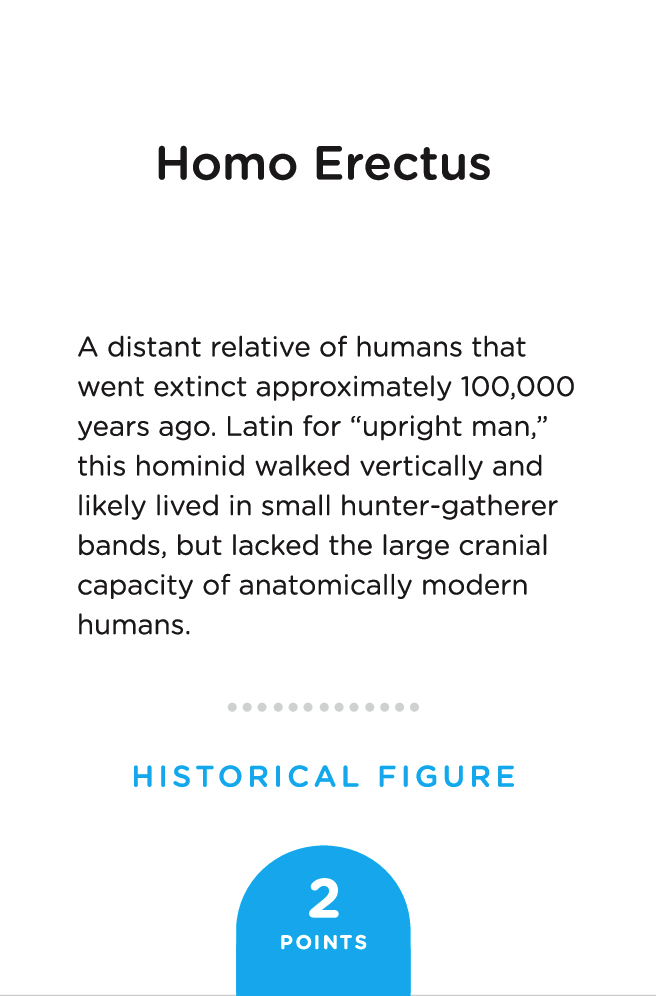 Homo Erectus
A distant relative of humans that
went extinct approximately 100,000
years ago. Latin for “upright man,”
this hominid walked vertically and
likely lived in small hunter-gatherer
bands, but lacked the large cranial
capacity of anatomically modern
humans.
HISTORICAL FIGURE
2
POINTS